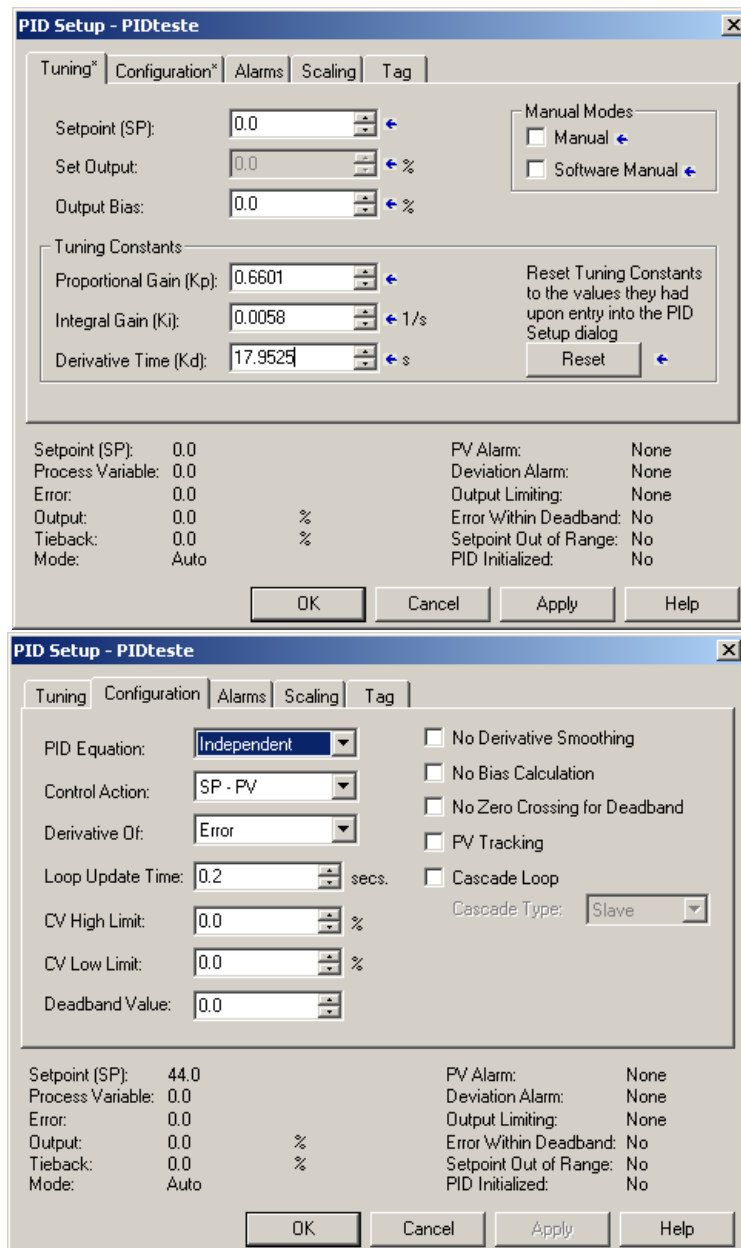 PID Setup - PIDteste
Tuning* Configuration* Alarms Scaling Tag
Setpoint (SP): 0.0
Set Output: 0.0 %
Output Bias: 0.0 %
Manual Modes
Manual
Software Manual
Tuning Constants
Proportional Gain (Kp): 0.6601
Integral Gain (Ki): 0.0058 1/s
Derivative Time (Kd): 17.9525 s
Reset Tuning Constants
to the values they had
upon entry into the PID
Setup dialog
Reset
Setpoint (SP): 0.0 PV Alarm: None
Process Variable: 0.0 Deviation Alarm: None
Error: 0.0 Output Limiting: None
Output: 0.0 % Error Within Deadband: No
Tieback: 0.0 % Setpoint Out of Range: No
Mode: Auto PID Initialized: No
OK Cancel Apply Help
PID Setup - PIDteste
Tuning Configuration Alarms Scaling Tag
PID Equation: Independent
Control Action: SP - PV
Derivative Of: Error
Loop Update Time: 0.2 secs.
CV High Limit: 0.0 %
CV Low Limit: 0.0 %
Deadband Value: 0.0
No Derivative Smoothing
No Bias Calculation
No Zero Crossing for Deadband
PV Tracking
Cascade Loop
Cascade Type: Slave
Setpoint (SP): 44.0 PV Alarm: None
Process Variable: 0.0 Deviation Alarm: None
Error: 0.0 Output Limiting: None
Output: 0.0 % Error Within Deadband: No
Tieback: 0.0 % Setpoint Out of Range: No
Mode: Auto PID Initialized: No
OK Cancel Apply Help